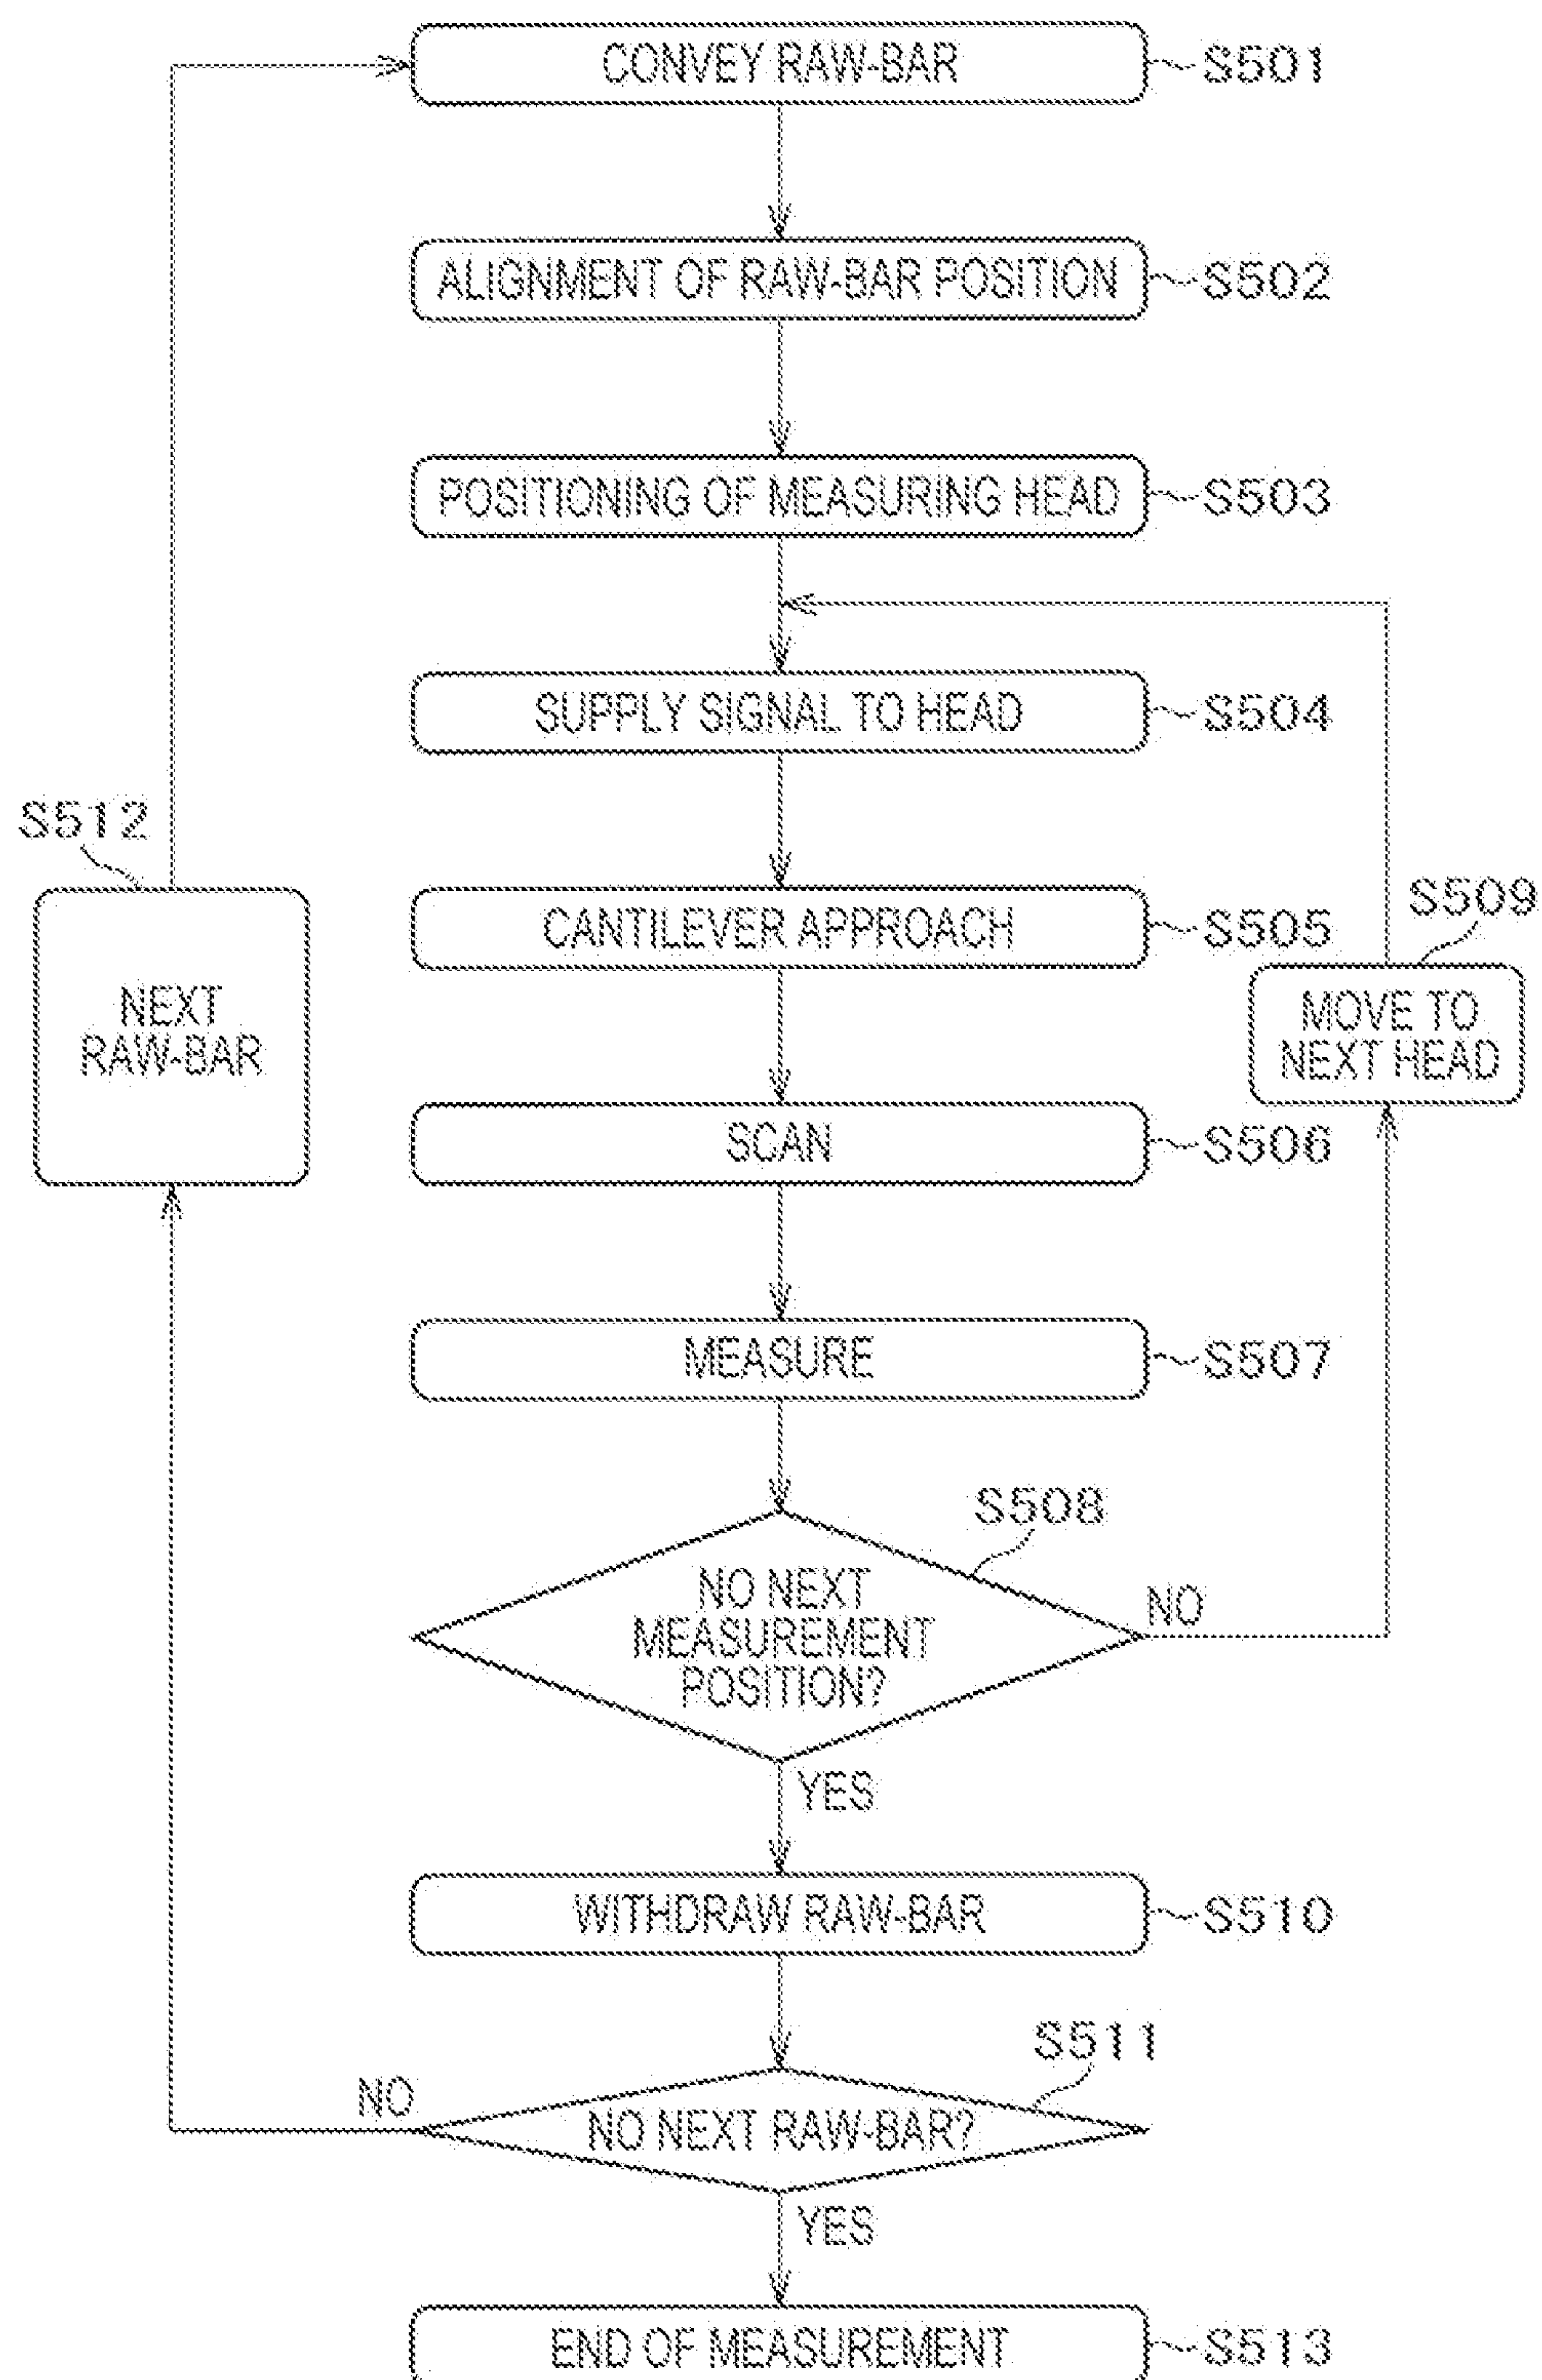 CONVEY RAW-BAR
S501
ALIGNMENT OF RAW-BAR POSITION
S502
POSITIONING OF MEASURING HEAD
S503
SUPPLY SIGNAL TO HEAD
S504
S512
NEXT
RAW-BAR
CANTILEVER APPROACH
S505
S509
MOVE TO
NEXT HEAD
SCAN
S506
MEASURE
S507
S508
NO NEXT
MEASUREMENT
POSITION?
NO
YES
WITHDRAW RAW-BAR
S510
S511
NO
NO NEXT RAW-BAR?
YES
END OF MEASUREMENT
S513